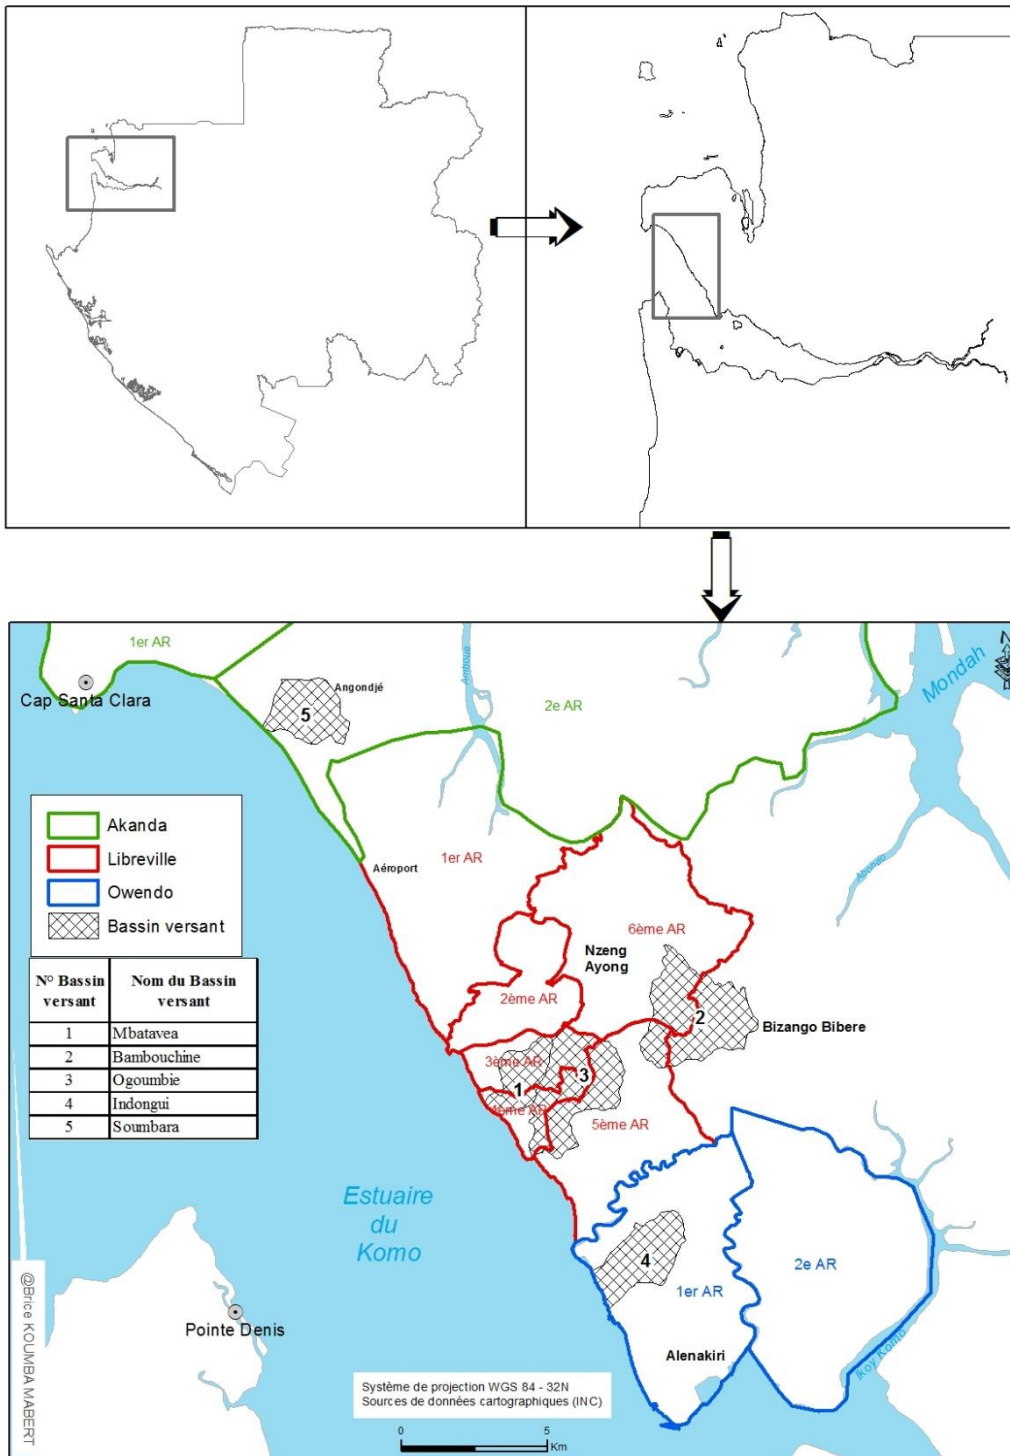 1er AR
Cap Santa Clara
Angondjé
5
Amboue
2e AR
Mondah
N
Akanda
Libreville
Owendo
Bassin versant
1er AR
Aéroport
Abando
6ème AR
Nzeng
Ayong
2ème AR
2
Bizango Bibere
3ème AR
3
1
4ème AR
5ème AR
N° Bassin versant Nom du Bassin versant
1 Mbatavea
2 Bambouchine
3 Ogoumbie
4 Indongui
5 Soumbara
Estuaire
du
Komo
4
1er AR
2e AR
Alenakiri
Ikoy Komo
Pointe Denis
@Brice KOUMBA MABERT
Système de projection WGS 84 - 32N
Sources de données cartographiques (INC)
0 5
Km